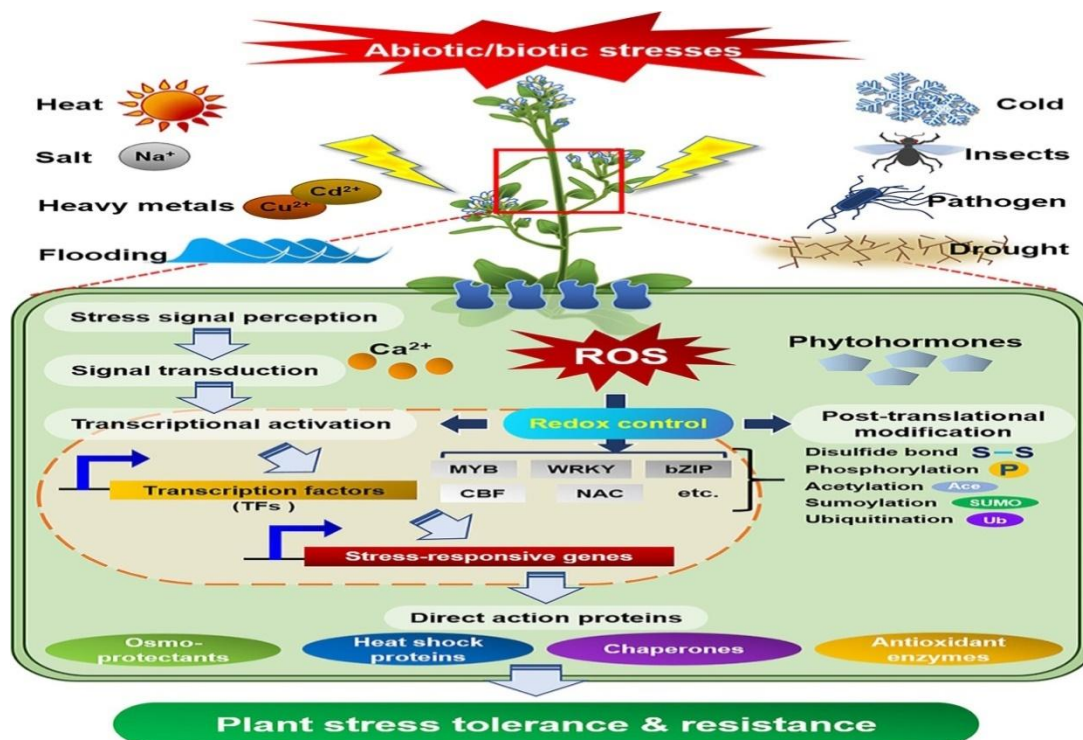 Abiotic/biotic stresses
Heat
Cold
Salt
Na⁺
Insects
Heavy metals
Cu²⁺
Cd²⁺
Pathogen
Flooding
Drought
Stress signal perception
Ca²⁺
ROS
Phytohormones
Signal transduction
Transcriptional activation
Redox control
Post-translational
modification
Disulfide bond S–S
Phosphorylation P
Acetylation Ace
Sumoylation SUMO
Ubiquitination Ub
MYB WRKY bZIP
CBF NAC etc.
Transcription factors
(TFs )
Stress-responsive genes
Direct action proteins
Osmo-
protectants
Heat shock
proteins
Chaperones
Antioxidant
enzymes
Plant stress tolerance & resistance